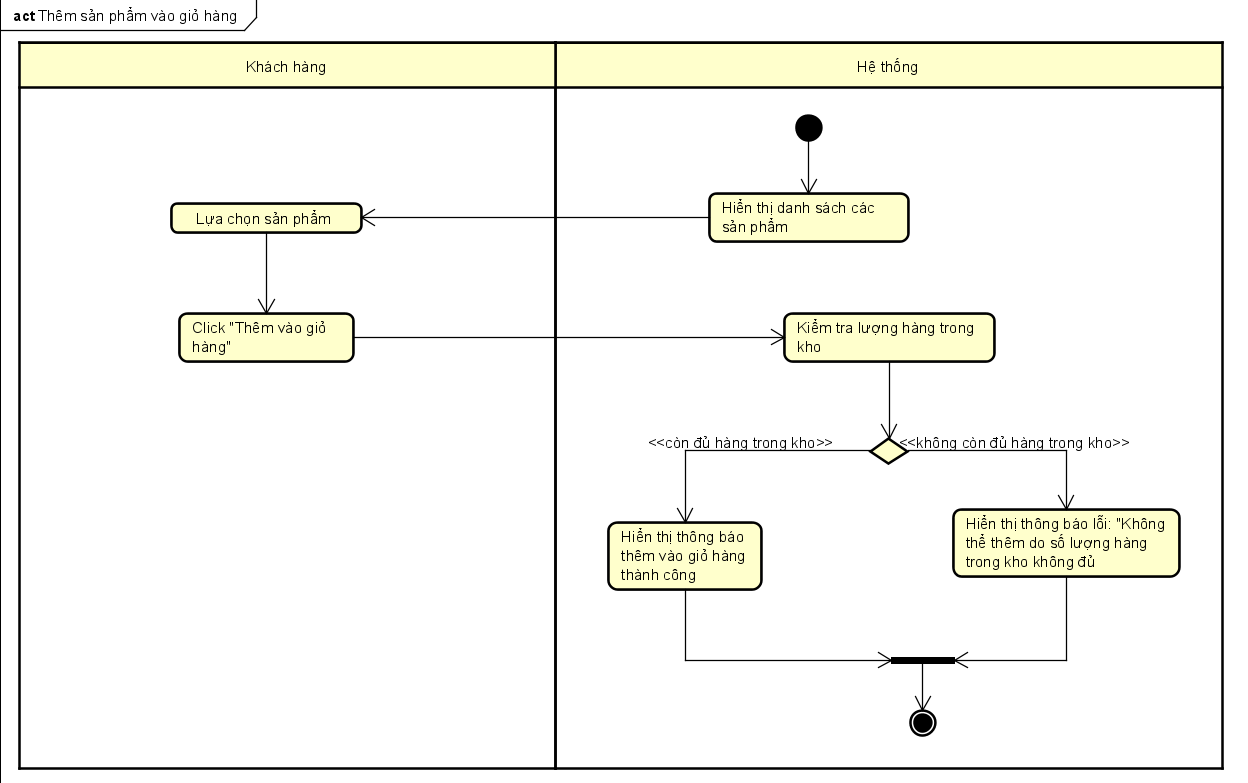 act Thêm sản phẩm vào giỏ hàng
Khách hàng
Hệ thống
Lựa chọn sản phẩm
Hiển thị danh sách các
sản phẩm
Click "Thêm vào giỏ
hàng"
Kiểm tra lượng hàng trong
kho
<<còn đủ hàng trong kho>>
<<không còn đủ hàng trong kho>>
Hiển thị thông báo
thêm vào giỏ hàng
thành công
Hiển thị thông báo lỗi: "Không
thể thêm do số lượng hàng
trong kho không đủ